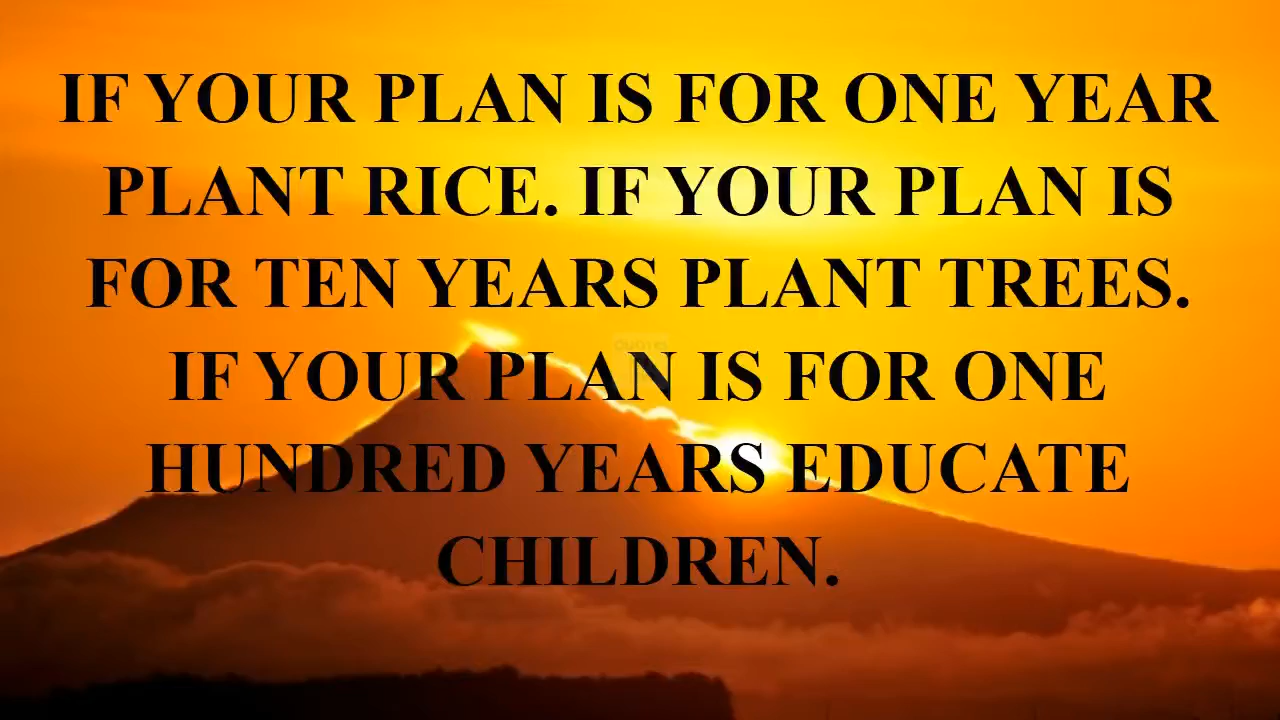 IF YOUR PLAN IS FOR ONE YEAR
PLANT RICE. IF YOUR PLAN IS
FOR TEN YEARS PLANT TREES.
IF YOUR PLAN IS FOR ONE
HUNDRED YEARS EDUCATE
CHILDREN.